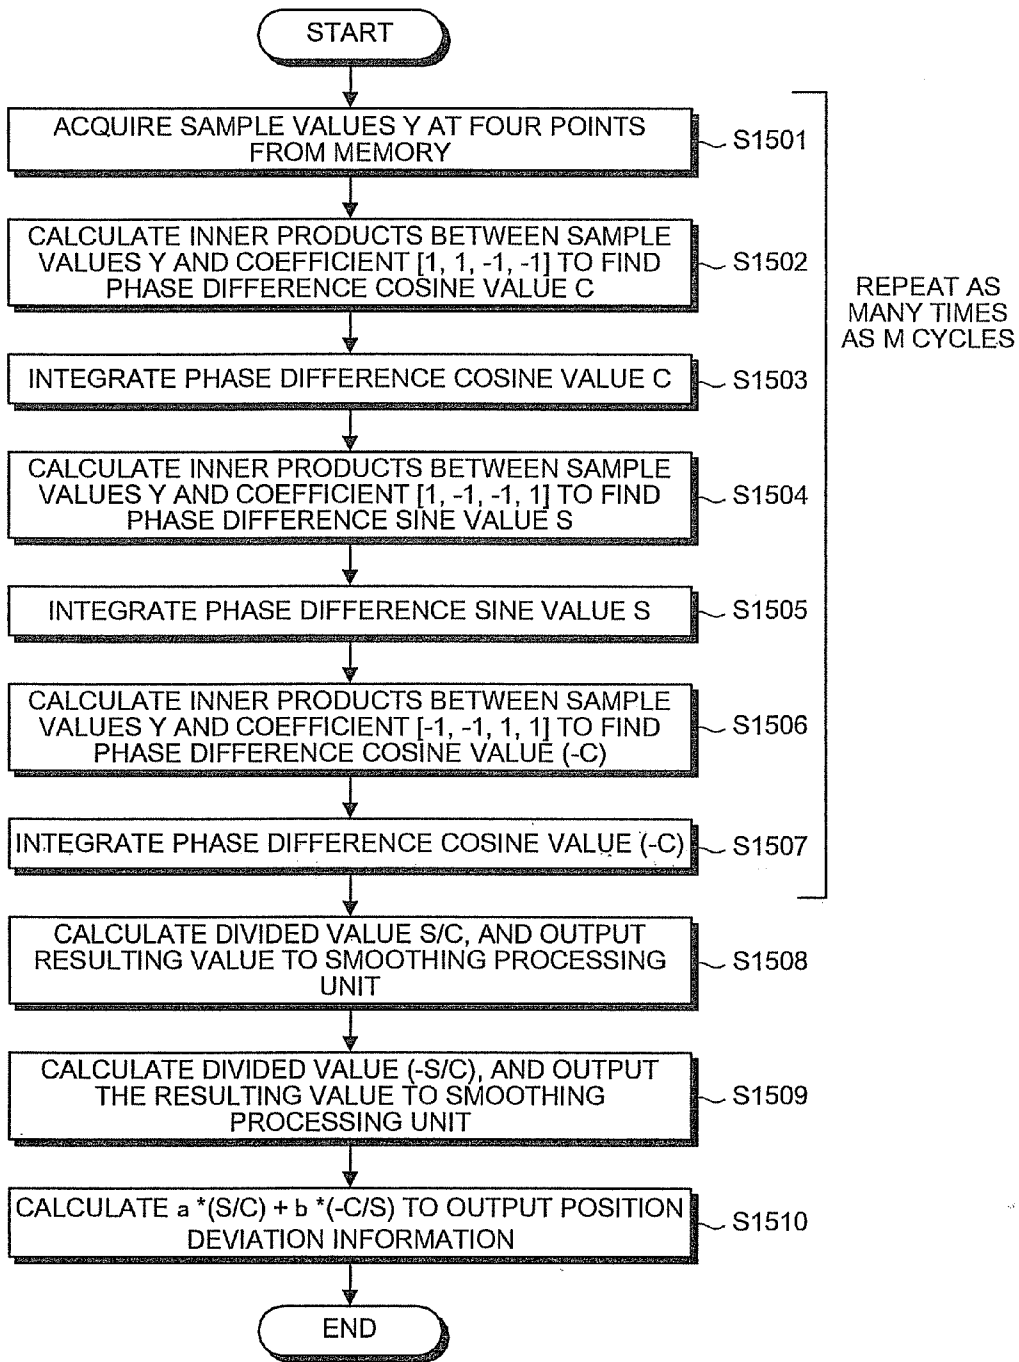 START
ACQUIRE SAMPLE VALUES Y AT FOUR POINTS
FROM MEMORY
S1501
CALCULATE INNER PRODUCTS BETWEEN SAMPLE
VALUES Y AND COEFFICIENT [1, 1, -1, -1] TO FIND
PHASE DIFFERENCE COSINE VALUE C
S1502
REPEAT AS
MANY TIMES
AS M CYCLES
INTEGRATE PHASE DIFFERENCE COSINE VALUE C
S1503
CALCULATE INNER PRODUCTS BETWEEN SAMPLE
VALUES Y AND COEFFICIENT [1, -1, -1, 1] TO FIND
PHASE DIFFERENCE SINE VALUE S
S1504
INTEGRATE PHASE DIFFERENCE SINE VALUE S
S1505
CALCULATE INNER PRODUCTS BETWEEN SAMPLE
VALUES Y AND COEFFICIENT [-1, -1, 1, 1] TO FIND
PHASE DIFFERENCE COSINE VALUE (-C)
S1506
INTEGRATE PHASE DIFFERENCE COSINE VALUE (-C)
S1507
CALCULATE DIVIDED VALUE S/C, AND OUTPUT
RESULTING VALUE TO SMOOTHING PROCESSING
UNIT
S1508
CALCULATE DIVIDED VALUE (-S/C), AND OUTPUT
THE RESULTING VALUE TO SMOOTHING
PROCESSING UNIT
S1509
CALCULATE a *(S/C) + b *(-C/S) TO OUTPUT POSITION
DEVIATION INFORMATION
S1510
END